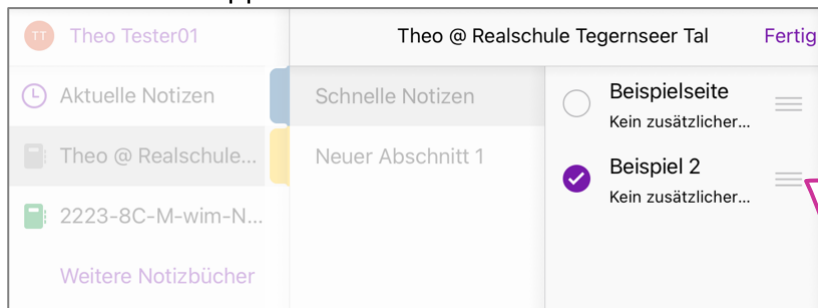 TT Theo Tester01
Theo @ Realschule Tegernseer Tal Fertig
Aktuelle Notizen
Theo @ Realschule...
2223-8C-M-wim-N...
Weitere Notizbücher
Schnelle Notizen
Neuer Abschnitt 1
Beispielseite
Kein zusätzlicher...
Beispiel 2
Kein zusätzlicher...